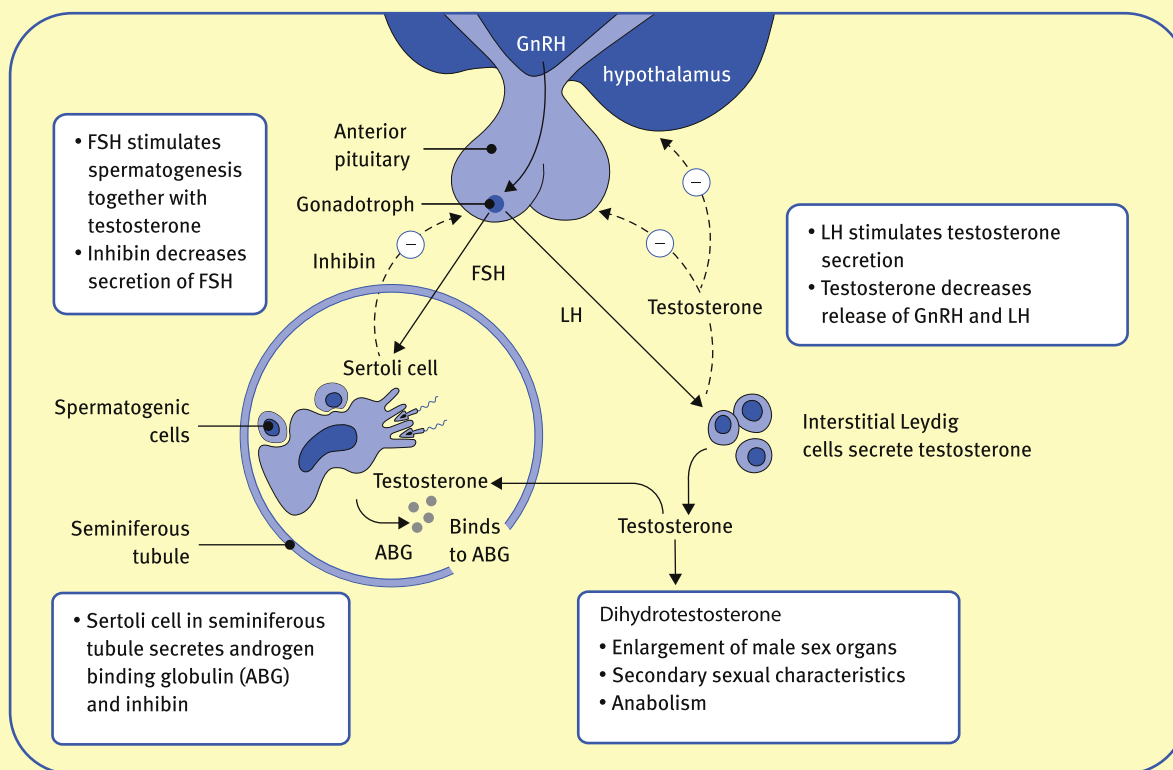 GnRH
hypothalamus
• FSH stimulates
spermatogenesis
together with
testosterone
• Inhibin decreases
secretion of FSH
Anterior
pituitary
Gonadotroph
−
−
−
Inhibin
FSH
LH
Testosterone
• LH stimulates testosterone
secretion
• Testosterone decreases
release of GnRH and LH
Sertoli cell
Spermatogenic
cells
Interstitial Leydig
cells secrete testosterone
Testosterone
Seminiferous
tubule
ABG
Binds
to ABG
Testosterone
• Sertoli cell in seminiferous
tubule secretes androgen
binding globulin (ABG)
and inhibin
Dihydrotestosterone
• Enlargement of male sex organs
• Secondary sexual characteristics
• Anabolism